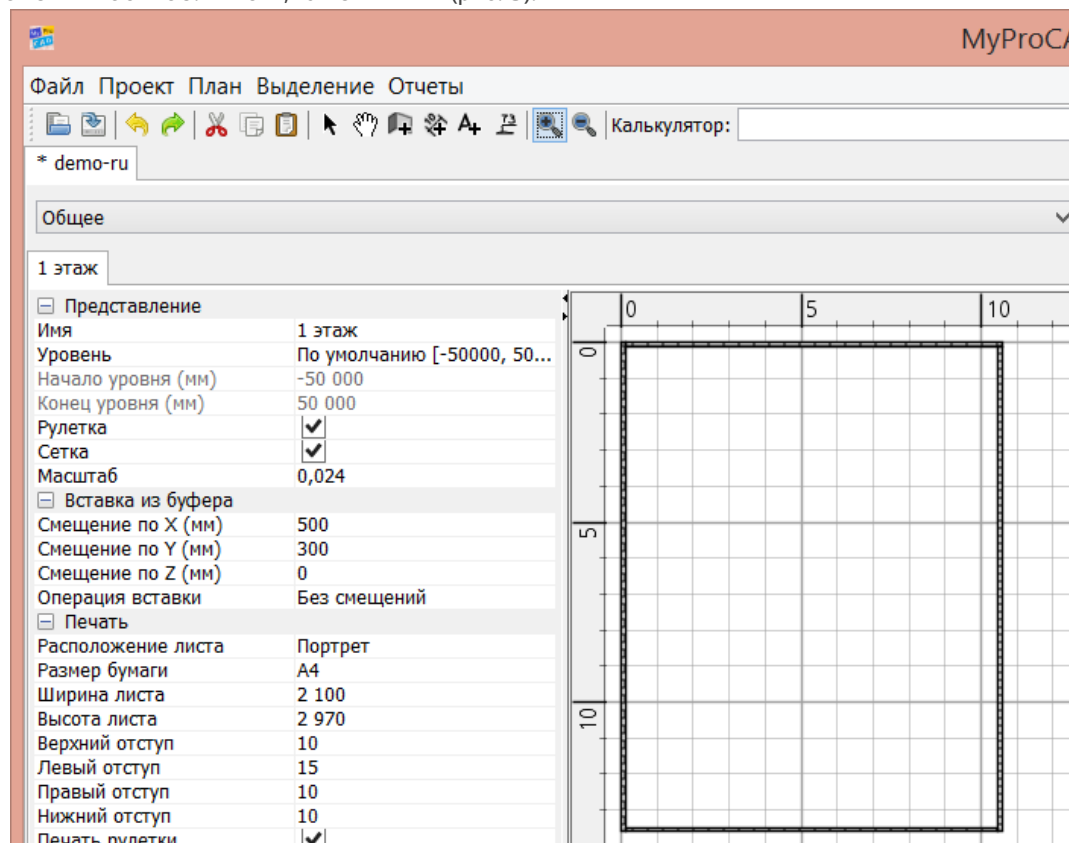 MyProCA
Файл Проект План Выделение Отчеты
Калькулятор:
* demo-ru
Общее
1 этаж
Представление
Имя 1 этаж
Уровень По умолчанию [-50000, 50...
Начало уровня (мм) -50 000
Конец уровня (мм) 50 000
Рулетка
Сетка
Масштаб 0,024
Вставка из буфера
Смещение по X (мм) 500
Смещение по Y (мм) 300
Смещение по Z (мм) 0
Операция вставки Без смещений
Печать
Расположение листа Портрет
Размер бумаги A4
Ширина листа 2 100
Высота листа 2 970
Верхний отступ 10
Левый отступ 15
Правый отступ 10
Нижний отступ 10
Печать рулетки
0 5 10
0
5
10